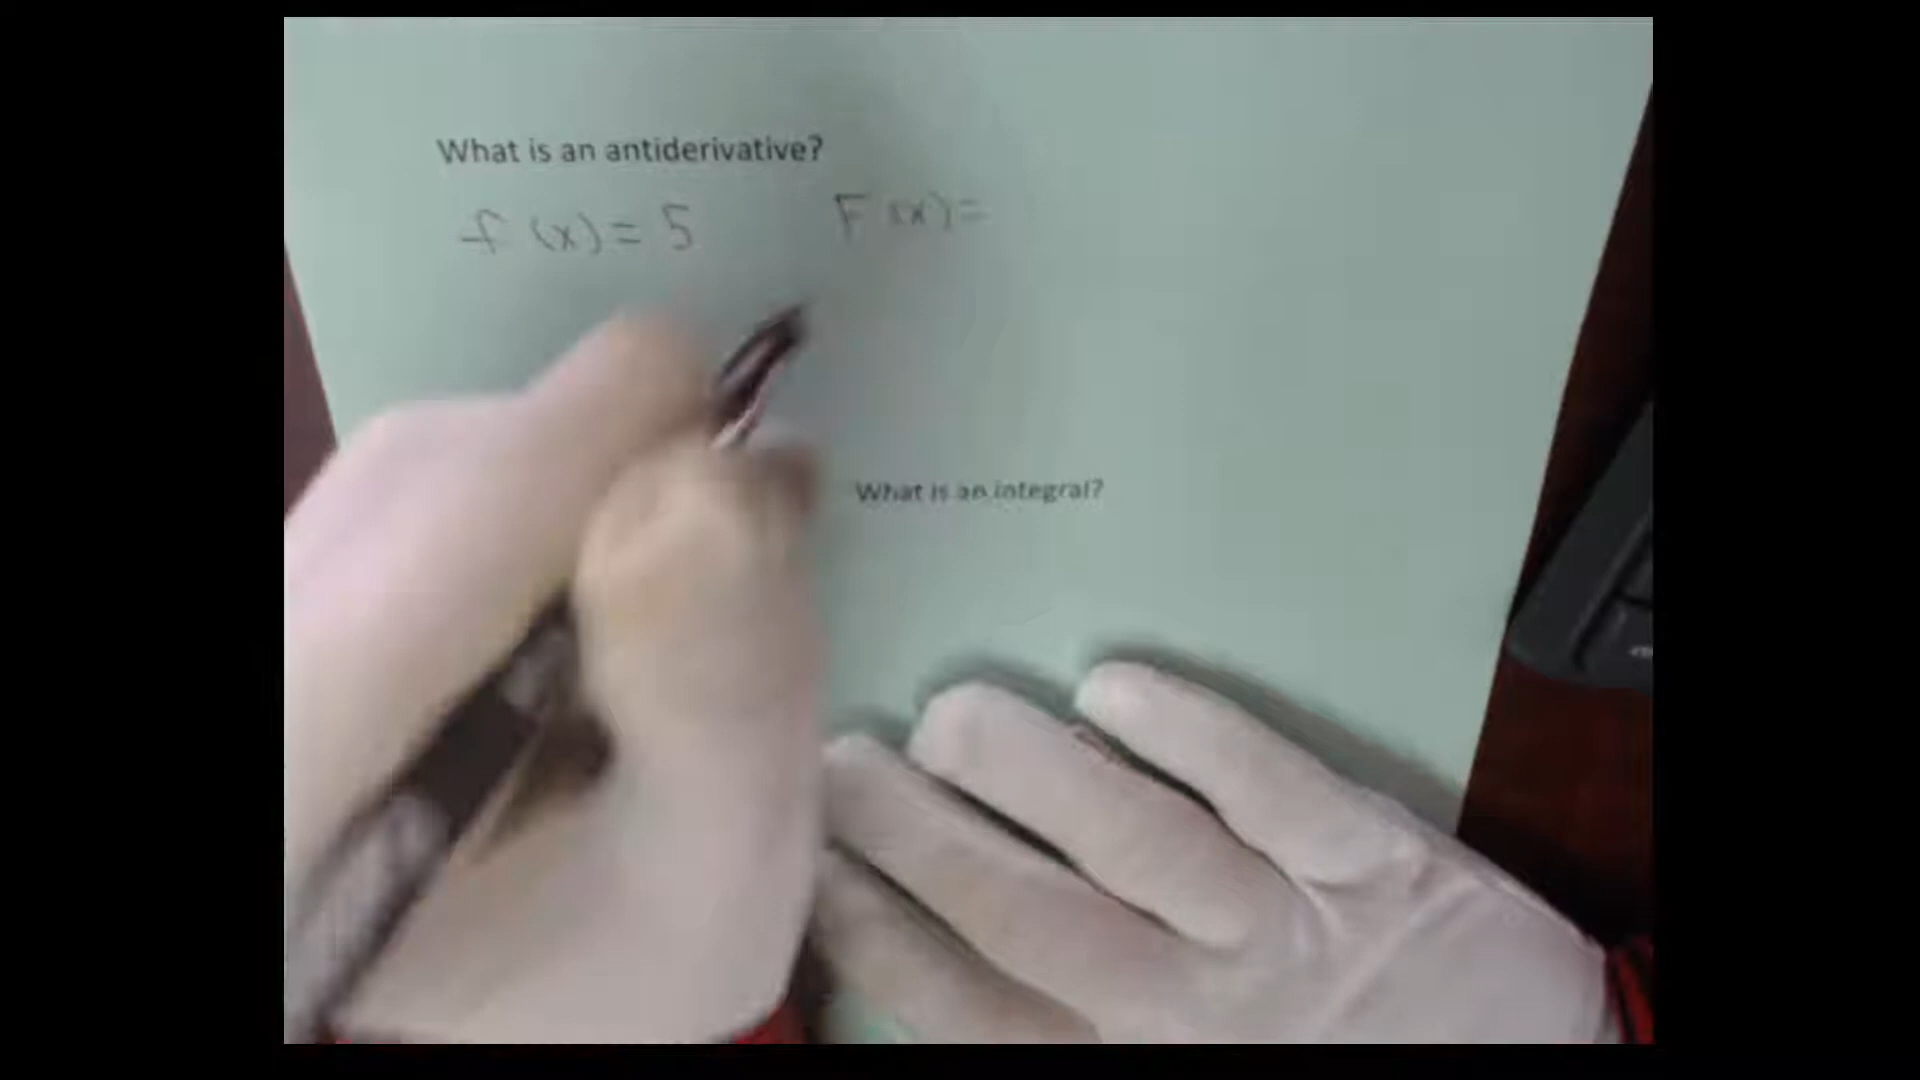 What is an antiderivative?
f(x) = 5 F(x) =
What is an integral?